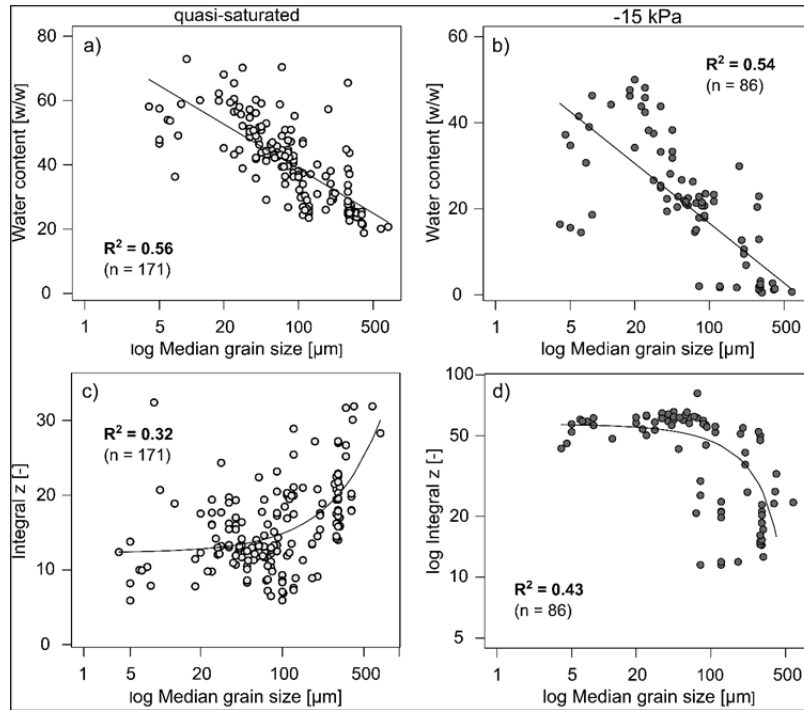 quasi-saturated
-15 kPa
a)
Water content [w/w]
80
60
40
20
0
R² = 0.56
(n = 171)
1
5
20
100
500
log Median grain size [µm]
b)
Water content [w/w]
60
40
20
0
R² = 0.54
(n = 86)
1
5
20
100
500
log Median grain size [µm]
c)
Integral z [-]
30
20
10
0
R² = 0.32
(n = 171)
1
5
20
100
500
log Median grain size [µm]
d)
log Integral z [-]
100
50
20
10
5
R² = 0.43
(n = 86)
1
5
20
100
500
log Median grain size [µm]